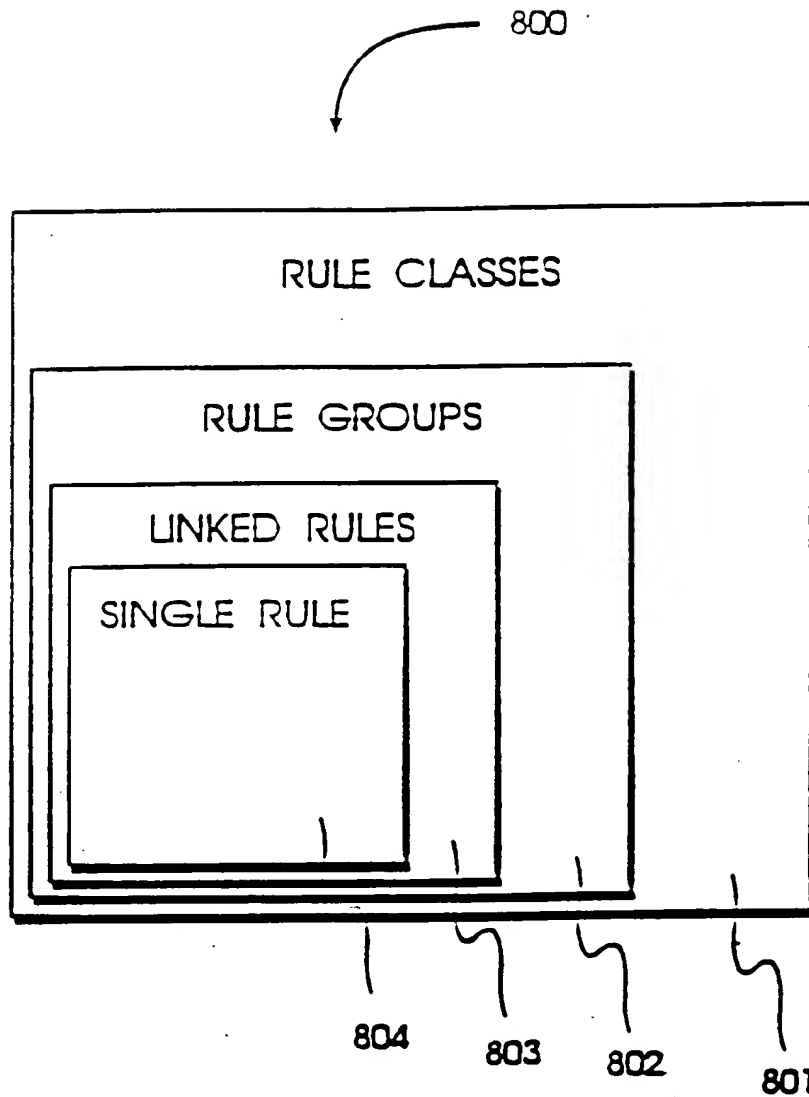 800
RULE CLASSES
RULE GROUPS
LINKED RULES
SINGLE RULE
804
803
802
801